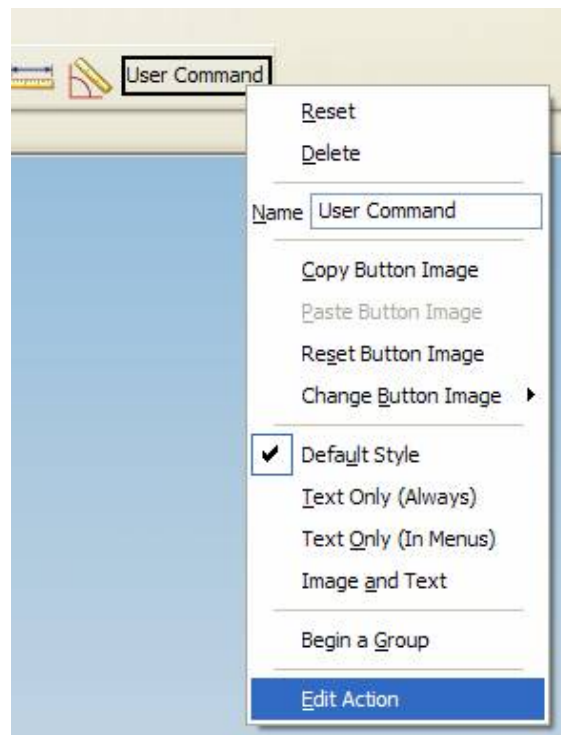 User Command
Reset
Delete
Name User Command
Copy Button Image
Paste Button Image
Reset Button Image
Change Button Image
Default Style
Text Only (Always)
Text Only (In Menus)
Image and Text
Begin a Group
Edit Action